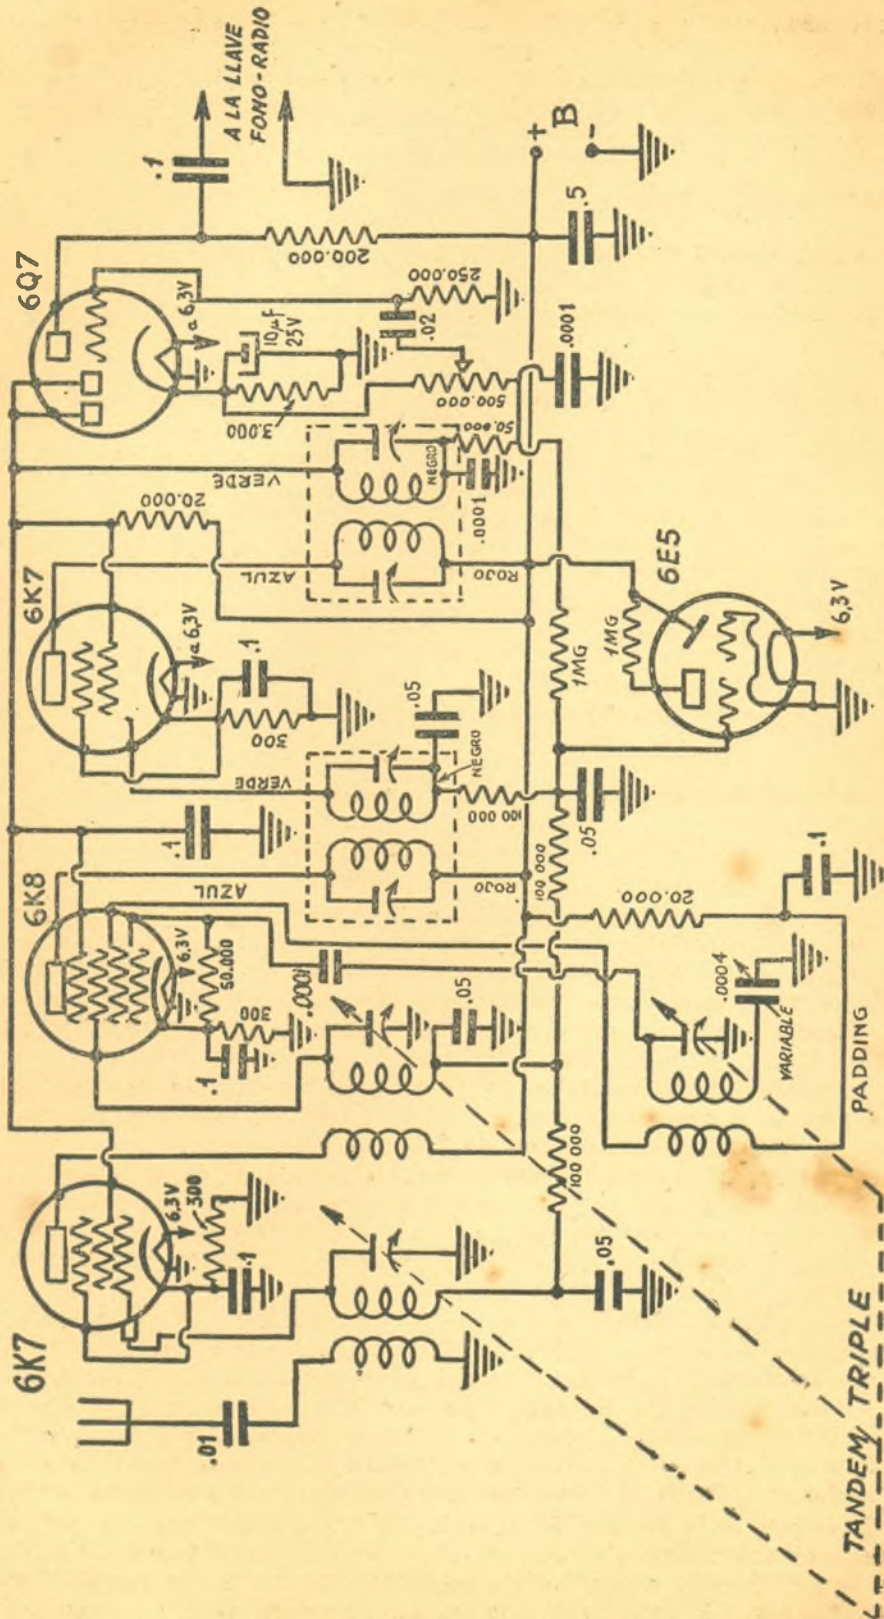 6K7
6K8
6K7
6Q7
A LA LLAVE
FONO-RADIO
.1
.01
6,3V
300
.1
.05
100 000
6,3V
50.000
300
.1
.0001
.05
.1
AZUL
ROJO
VERDE
NEGRO
.05
100 000
100 000
.05
a 6,3V
300
.1
20.000
AZUL
ROJO
VERDE
NEGRO
.0001
50.000
1MG
a 6,3V
3.000
10µF
25V
.02
250.000
500.000
.0001
200.000
.5
+
B
-
6E5
1MG
6,3V
20.000
.1
.0004
VARIABLE
PADDING
TANDEM TRIPLE